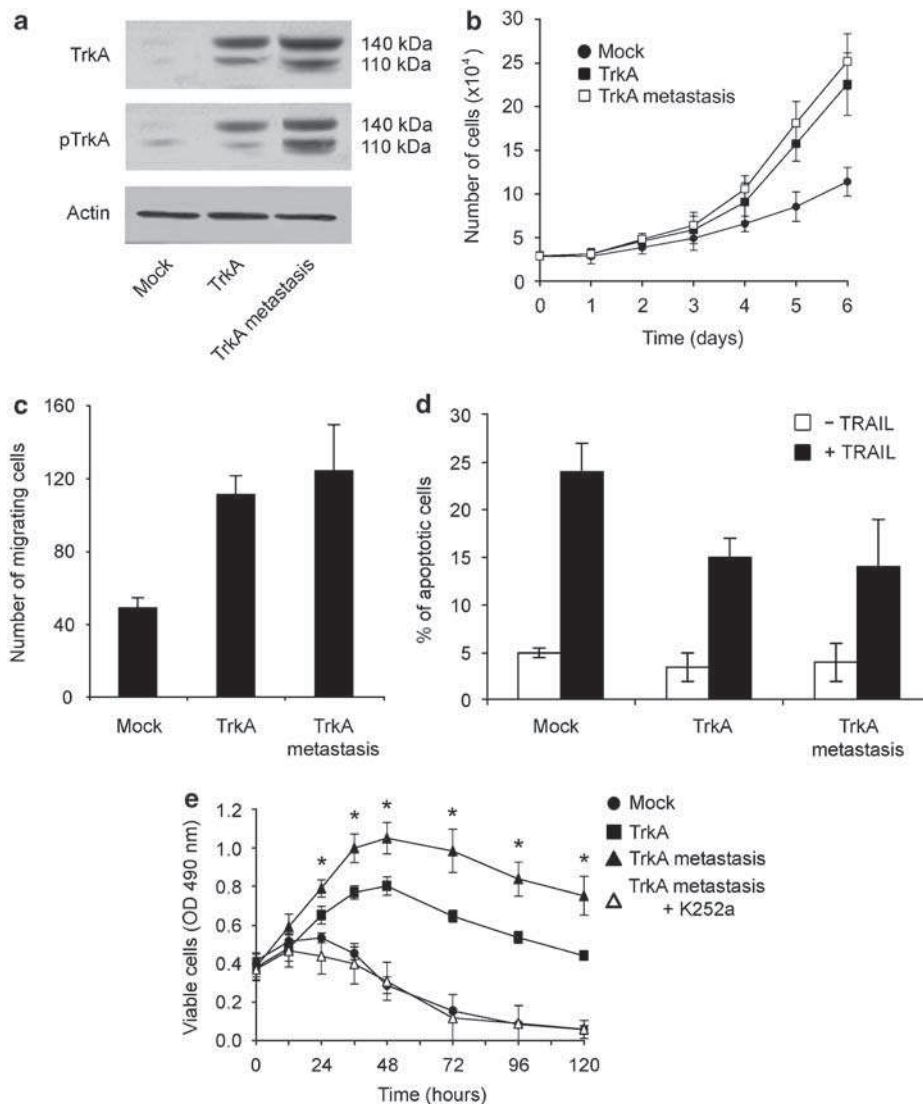 a
TrkA
140 kDa
110 kDa
pTrkA
140 kDa
110 kDa
Actin
Mock
TrkA
TrkA metastasis
b
Number of cells (x10⁴)
30
25
20
15
10
5
0
Mock
TrkA
TrkA metastasis
0 1 2 3 4 5 6
Time (days)
c
Number of migrating cells
160
120
80
40
0
Mock TrkA TrkA
metastasis
d
% of apoptotic cells
30
25
20
15
10
5
0
- TRAIL
+ TRAIL
Mock TrkA TrkA
metastasis
e
Viable cells (OD 490 nm)
1.2
1.0
0.8
0.6
0.4
0.2
0.0
* * * * * *
Mock
TrkA
TrkA metastasis
TrkA metastasis
+ K252a
0 24 48 72 96 120
Time (hours)